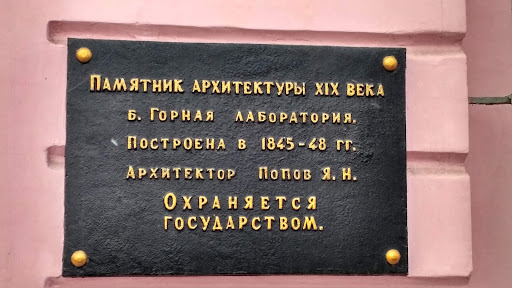 Памятник архитектуры XIX века
б. Горная лаборатория.
Построена в 1845-48 гг.
Архитектор Попов Я. Н.
Охраняется
государством.